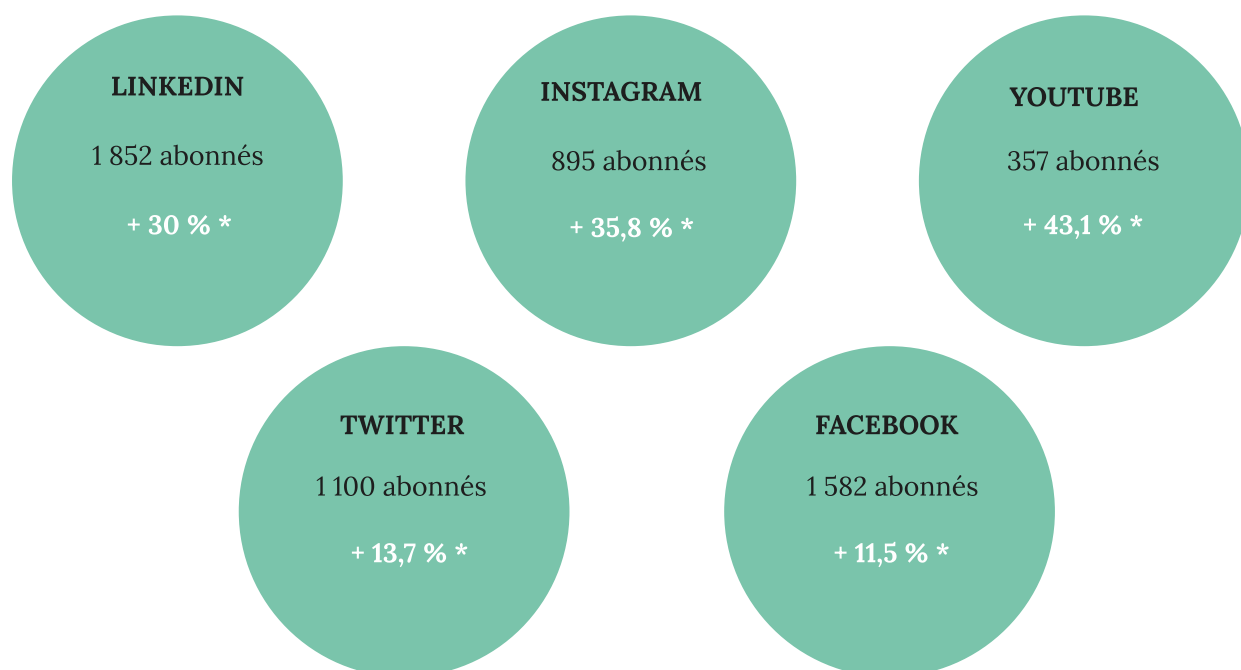 LINKEDIN
1 852 abonnés
+ 30 % *
INSTAGRAM
895 abonnés
+ 35,8 % *
YOUTUBE
357 abonnés
+ 43,1 % *
TWITTER
1 100 abonnés
+ 13,7 % *
FACEBOOK
1 582 abonnés
+ 11,5 % *